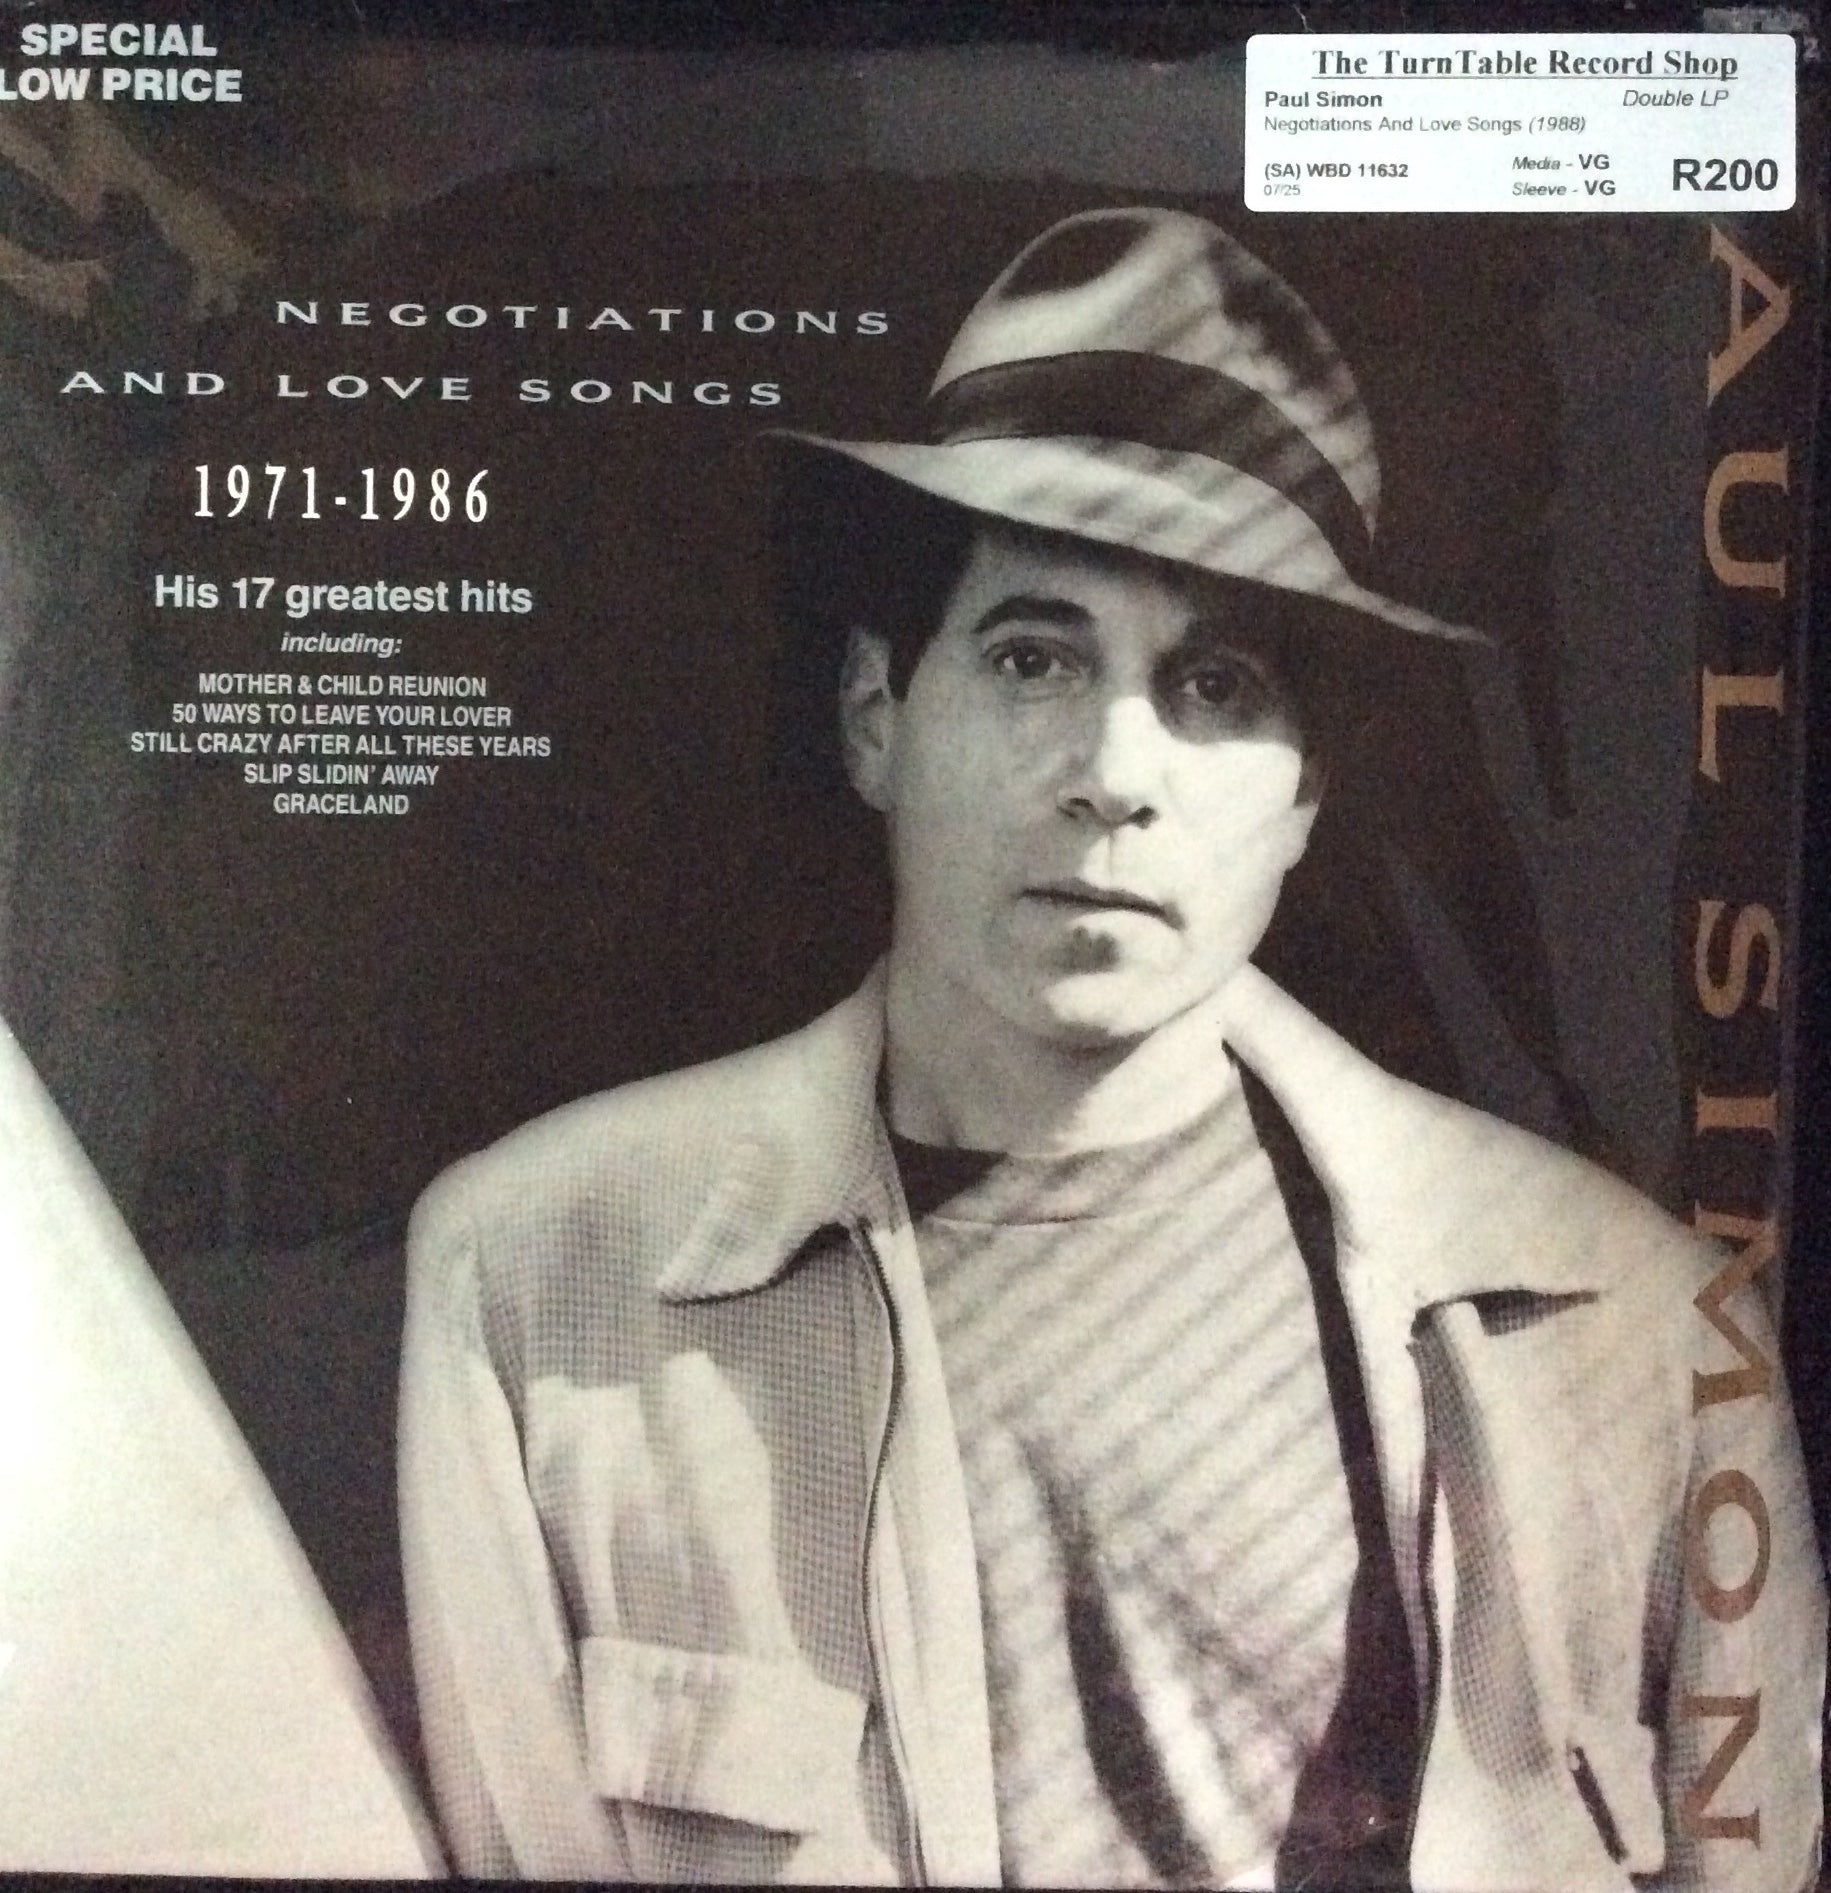 SPECIAL
LOW PRICE
The TurnTable Record Shop
Paul Simon Double LP
Negotiations And Love Songs (1988)
(SA) WBD 11632 Media - VG R200
07/25 Sleeve - VG
NEGOTIATIONS
AND LOVE SONGS
1971-1986
His 17 greatest hits
including:
MOTHER & CHILD REUNION
50 WAYS TO LEAVE YOUR LOVER
STILL CRAZY AFTER ALL THESE YEARS
SLIP SLIDIN' AWAY
GRACELAND
AUL SIMON